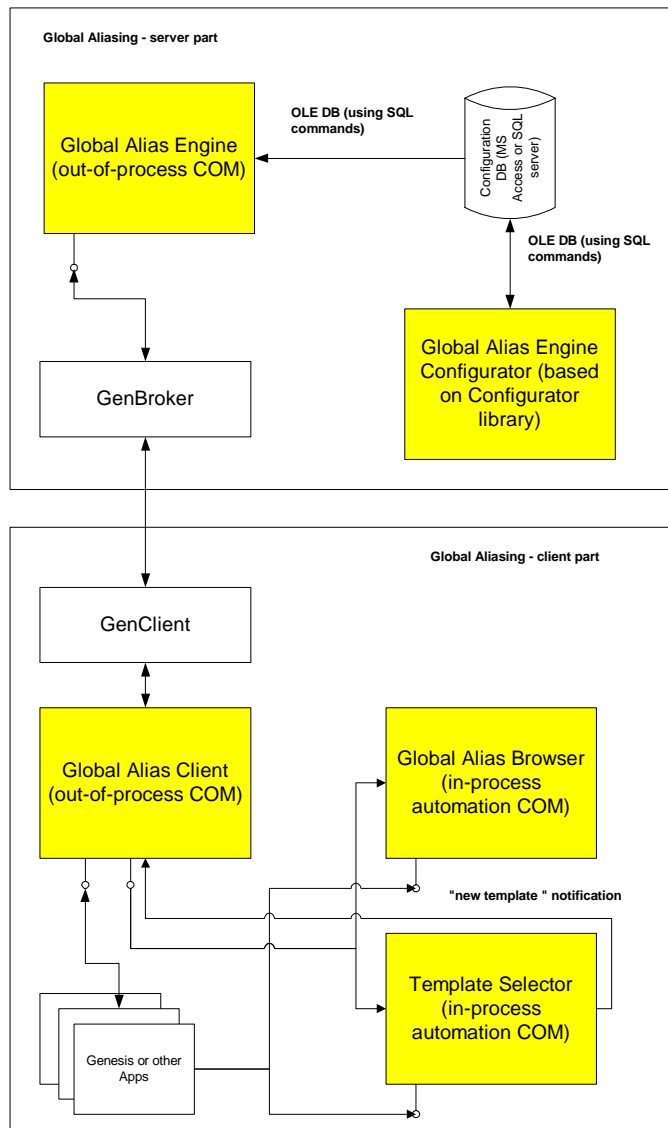 Global Aliasing - server part
Global Alias Engine
(out-of-process COM)
OLE DB (using SQL
commands)
Configuration
DB (MS
Access or SQL
server)
OLE DB (using SQL
commands)
Global Alias Engine
Configurator (based
on Configurator
library)
GenBroker
Global Aliasing - client part
GenClient
Global Alias Client
(out-of-process COM)
Global Alias Browser
(in-process
automation COM)
"new template " notification
Template Selector
(in-process
automation COM)
Genesis or other
Apps